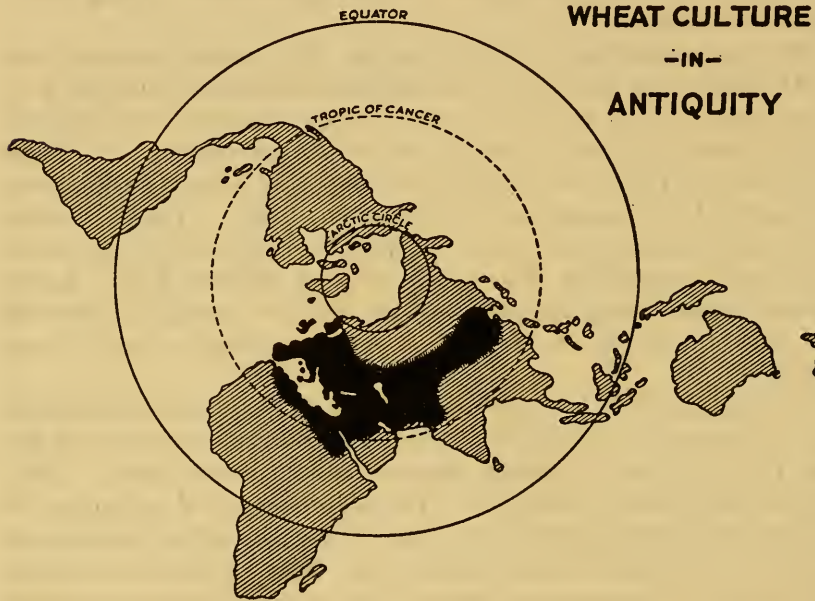 EQUATOR
WHEAT CULTURE
-IN-
ANTIQUITY
TROPIC OF CANCER
ARCTIC CIRCLE